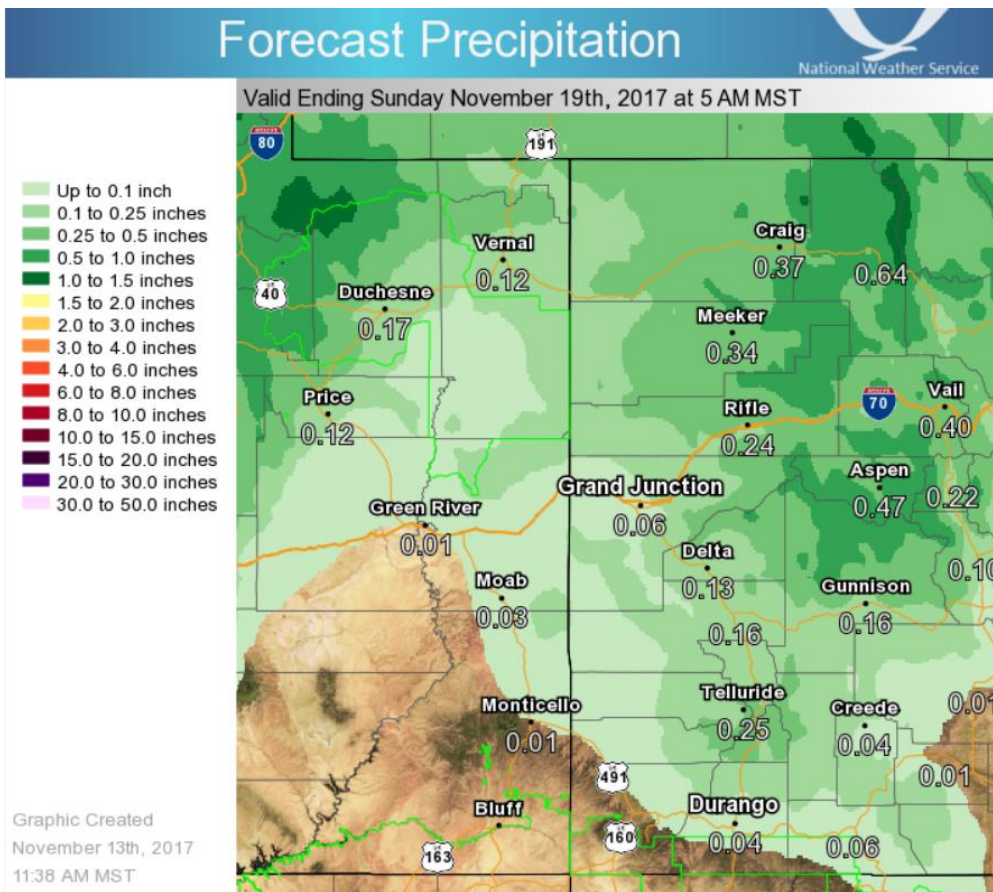 Forecast Precipitation
National Weather Service
Valid Ending Sunday November 19th, 2017 at 5 AM MST
Up to 0.1 inch
0.1 to 0.25 inches
0.25 to 0.5 inches
0.5 to 1.0 inches
1.0 to 1.5 inches
1.5 to 2.0 inches
2.0 to 3.0 inches
3.0 to 4.0 inches
4.0 to 6.0 inches
6.0 to 8.0 inches
8.0 to 10.0 inches
10.0 to 15.0 inches
15.0 to 20.0 inches
20.0 to 30.0 inches
30.0 to 50.0 inches
80
191
Craig
0.37
0.64
Vernal
0.12
40
Duchesne
0.17
Meeker
0.34
Price
0.12
Rifle
0.24
70
Vail
0.40
Aspen
0.47
0.22
Grand Junction
0.06
Green River
0.01
Delta
0.13
0.10
Moab
0.03
Gunnison
0.16
0.16
Telluride
0.25
Creede
0.04
0.01
Monticello
0.01
491
0.01
Bluff
163
160
Durango
0.04
0.06
Graphic Created
November 13th, 2017
11:38 AM MST